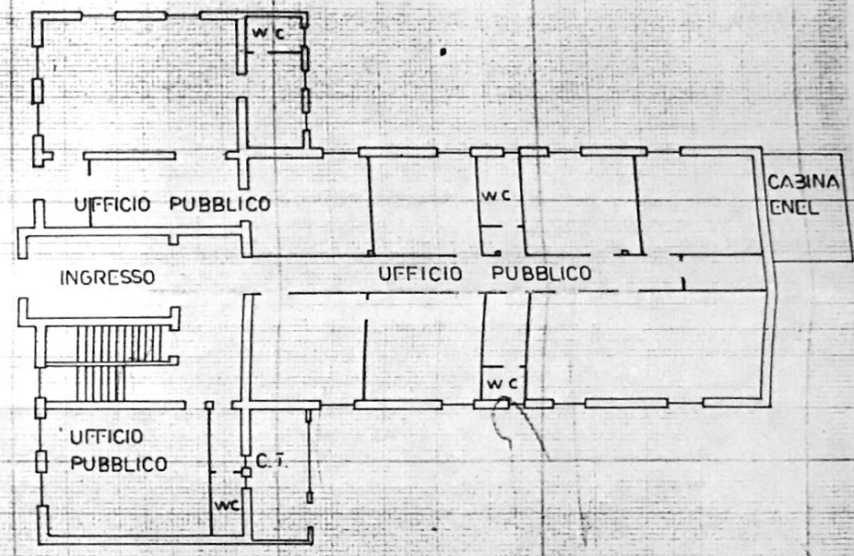 WC
UFFICIO PUBBLICO
WC
CABINA
ENEL
INGRESSO
UFFICIO PUBBLICO
WC
UFFICIO
PUBBLICO
C.T.
WC